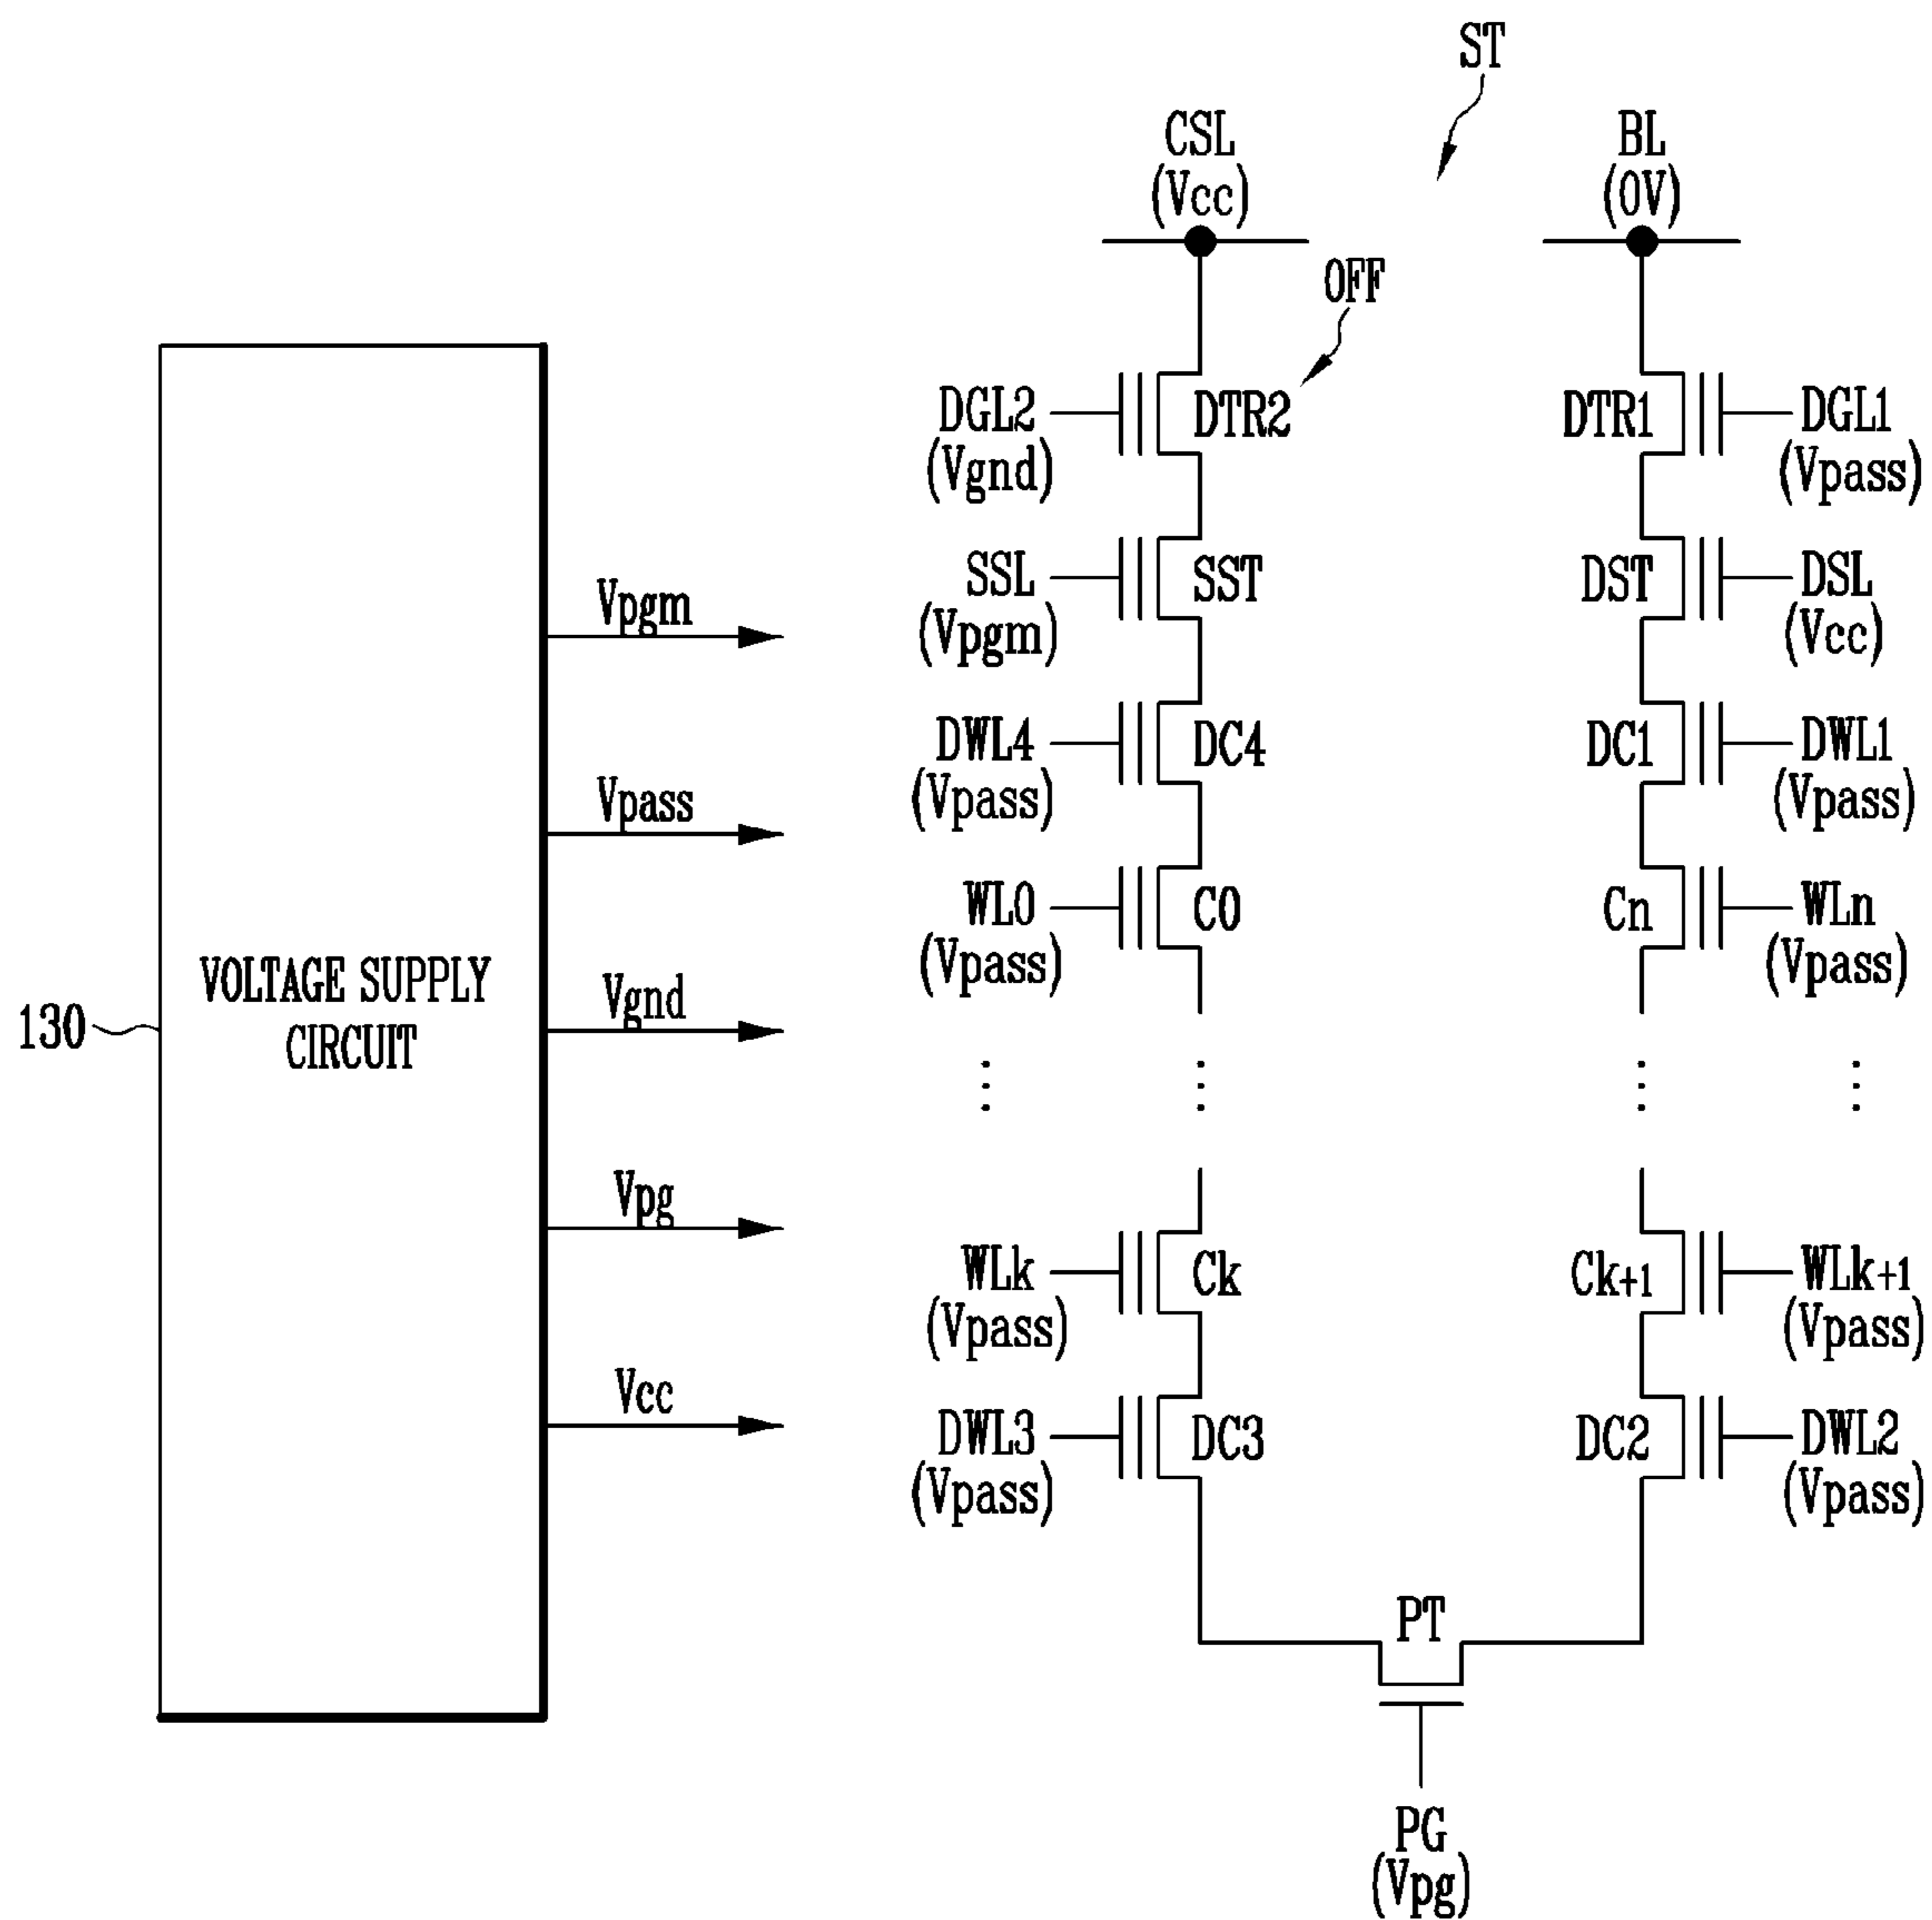 ST
CSL
(Vcc)
BL
(0V)
OFF
DGL2
(Vgnd)
DTR2
DTR1
DGL1
(Vpass)
SSL
(Vpgm)
SST
DST
DSL
(Vcc)
DWL4
(Vpass)
DC4
DC1
DWL1
(Vpass)
WL0
(Vpass)
C0
Cn
WLn
(Vpass)
WLk
(Vpass)
Ck
Ck+1
WLk+1
(Vpass)
DWL3
(Vpass)
DC3
DC2
DWL2
(Vpass)
PT
PG
(Vpg)
130
VOLTAGE SUPPLY
CIRCUIT
Vpgm
Vpass
Vgnd
Vpg
Vcc